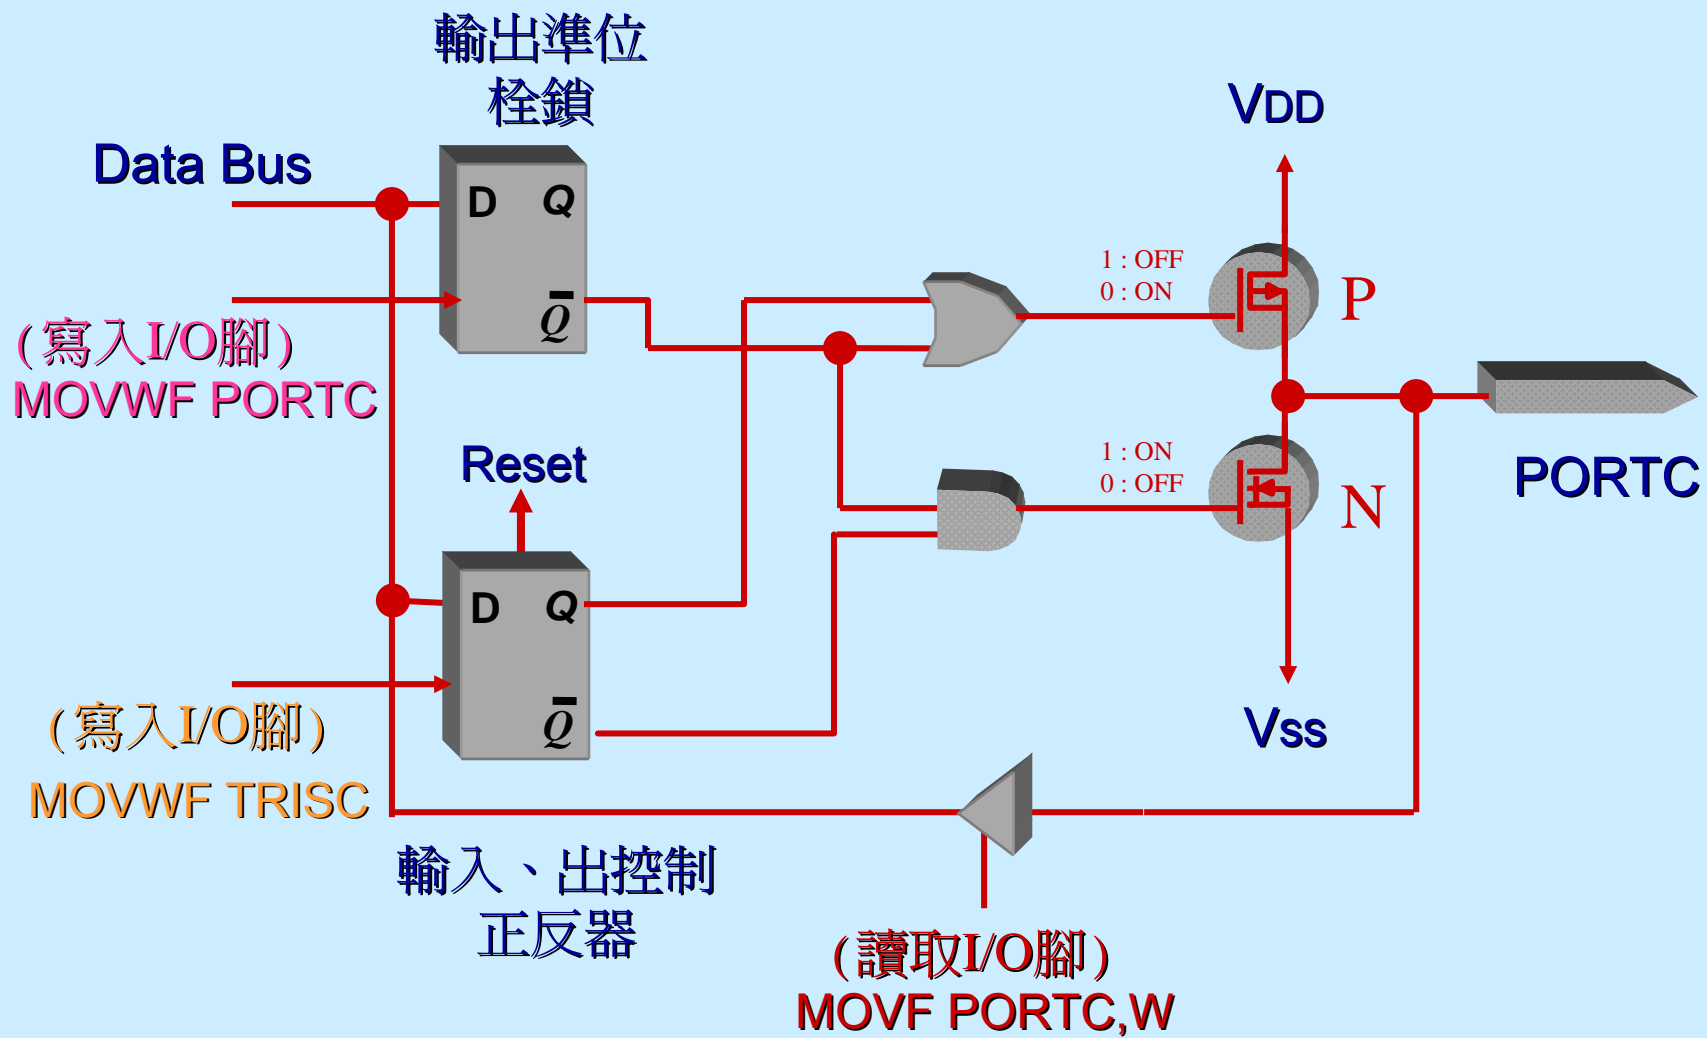 輸出準位
栓鎖
VDD
Data Bus
D Q
1 : OFF
0 : ON
P
Q
(寫入I/O腳)
MOVWF PORTC
Reset
1 : ON
0 : OFF
PORTC
N
D Q
Q
(寫入I/O腳)
MOVWF TRISC
Vss
輸入、出控制
正反器
(讀取I/O腳)
MOVF PORTC,W